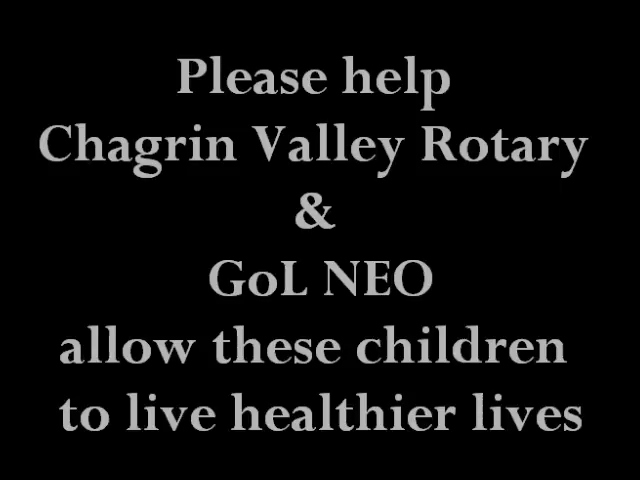 Please help
Chagrin Valley Rotary
&
GoL NEO
allow these children
to live healthier lives